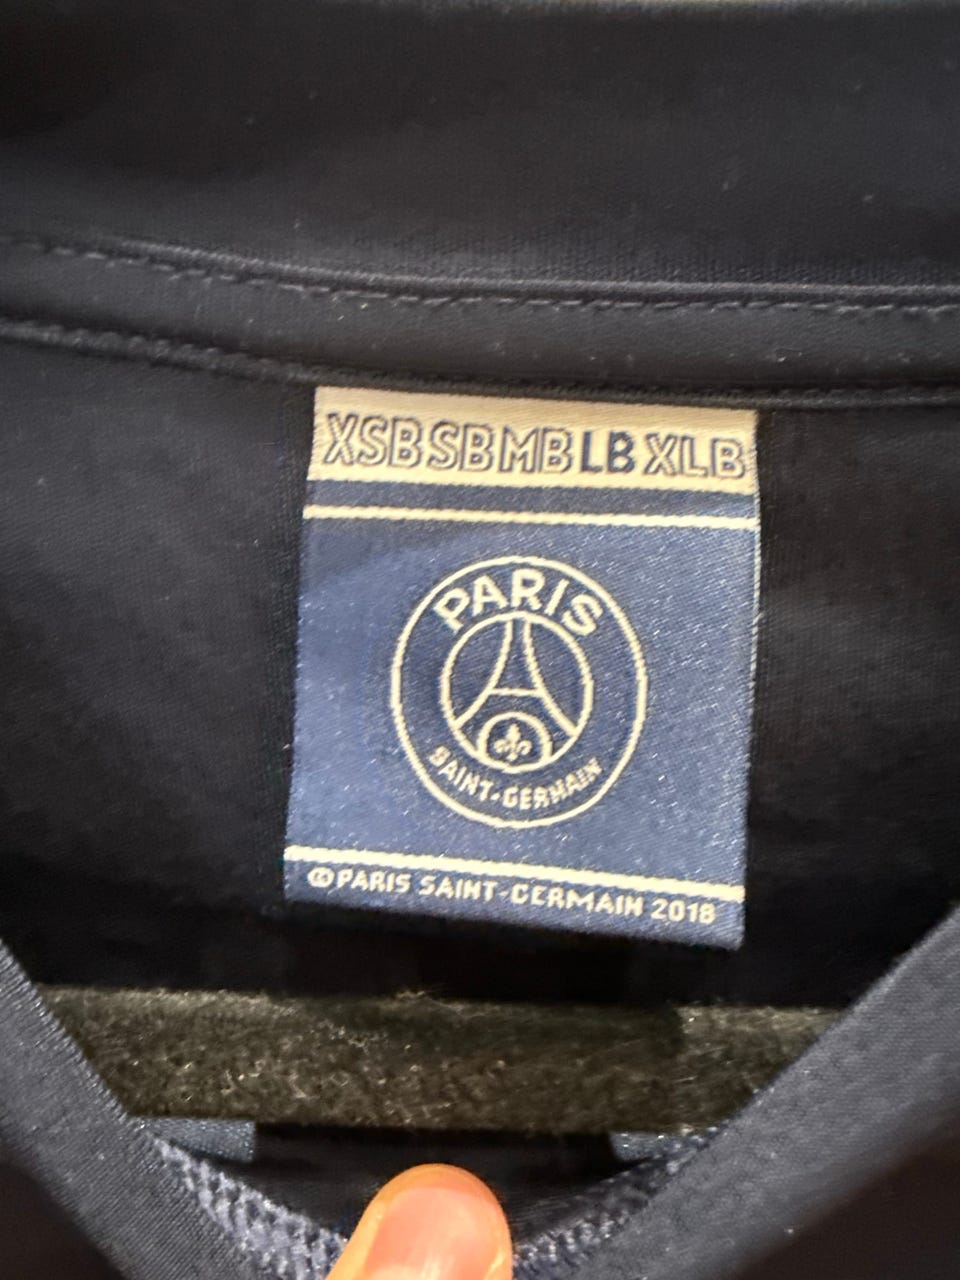 XSB SB MB LB XLB
PARIS
SAINT-GERMAIN
© PARIS SAINT-GERMAIN 2018